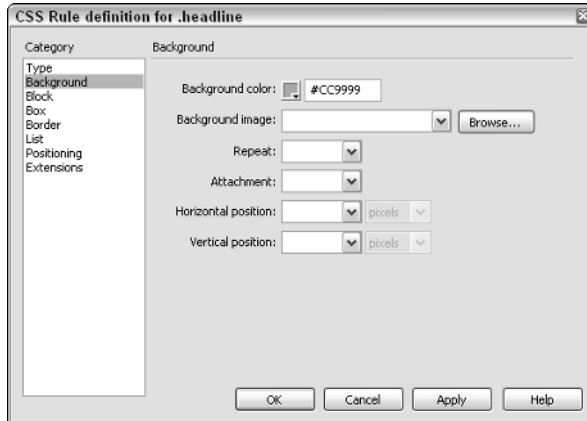 CSS Rule definition for .headline
Category
Type
Background
Block
Box
Border
List
Positioning
Extensions
Background
Background color: #CC9999
Background image: Browse...
Repeat:
Attachment:
Horizontal position: pixels
Vertical position: pixels
OK Cancel Apply Help